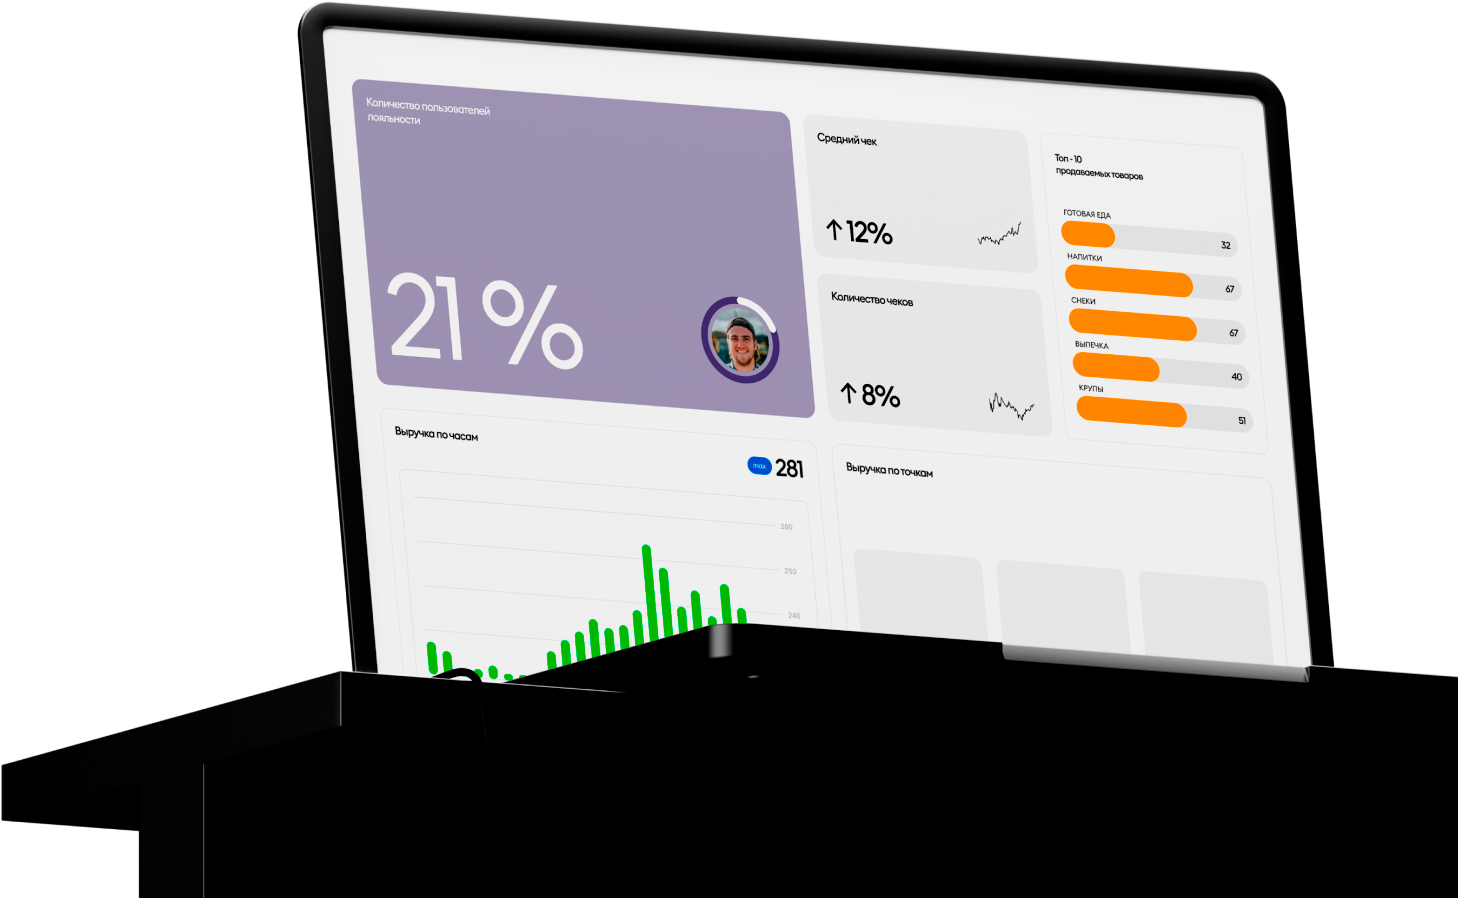 Количество пользователей
лояльности
21 %
Средний чек
↑ 12%
Количество чеков
↑ 8%
Топ - 10
продаваемых товаров
ГОТОВАЯ ЕДА
32
НАПИТКИ
67
СНЕКИ
67
ВЫПЕЧКА
40
КРУПЫ
51
Выручка по часам
max 281
260
250
240
Выручка по точкам